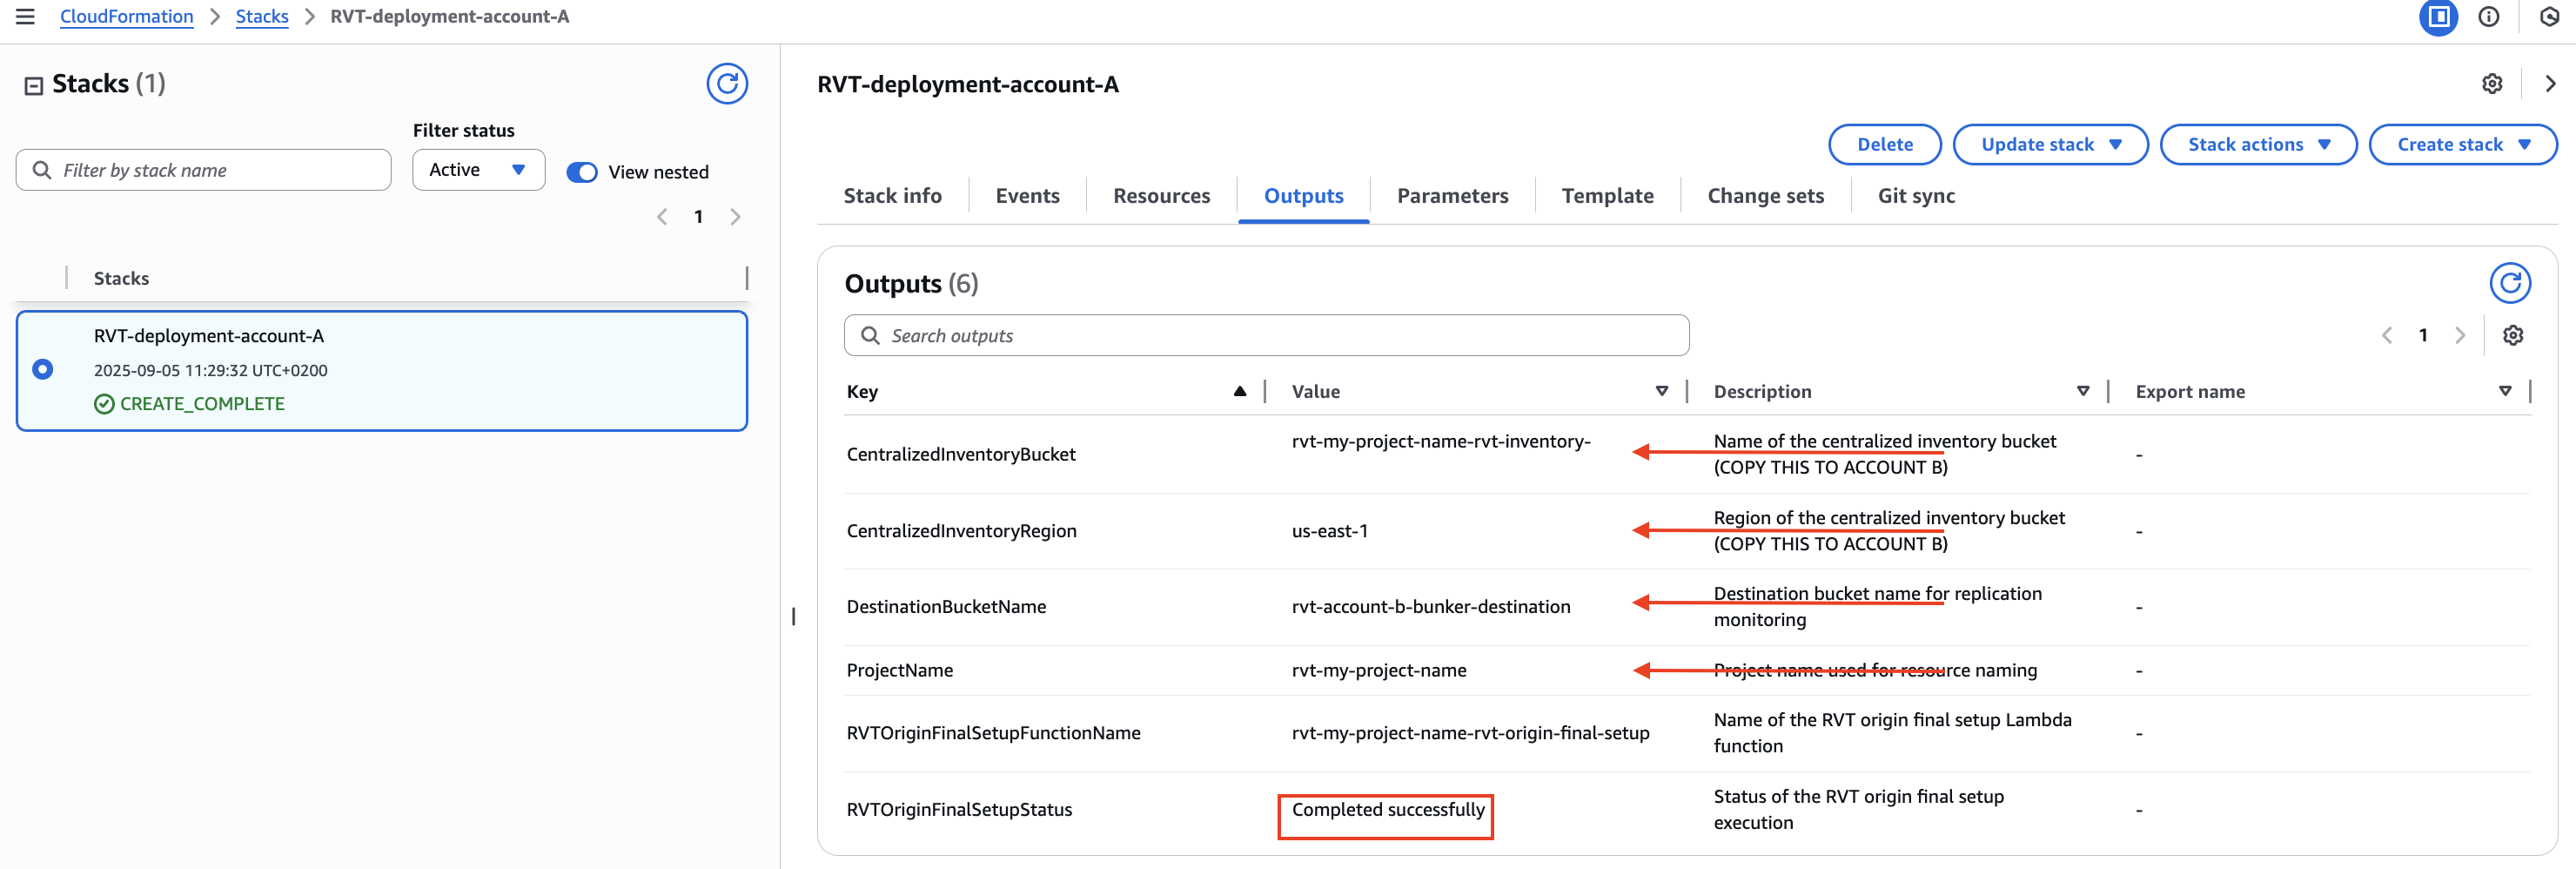 CloudFormation > Stacks > RVT-deployment-account-A
Stacks (1)
Filter status
Filter by stack name
Active
View nested
1
Stacks
RVT-deployment-account-A
2025-09-05 11:29:32 UTC+0200
CREATE_COMPLETE
RVT-deployment-account-A
Delete
Update stack
Stack actions
Create stack
Stack info
Events
Resources
Outputs
Parameters
Template
Change sets
Git sync
Outputs (6)
Search outputs
1
Key
Value
Description
Export name
CentralizedInventoryBucket
rvt-my-project-name-rvt-inventory-
Name of the centralized inventory bucket
(COPY THIS TO ACCOUNT B)
-
CentralizedInventoryRegion
us-east-1
Region of the centralized inventory bucket
(COPY THIS TO ACCOUNT B)
-
DestinationBucketName
rvt-account-b-bunker-destination
Destination bucket name for replication
monitoring
-
ProjectName
rvt-my-project-name
Project name used for resource naming
-
RVTOriginFinalSetupFunctionName
rvt-my-project-name-rvt-origin-final-setup
Name of the RVT origin final setup Lambda
function
-
RVTOriginFinalSetupStatus
Completed successfully
Status of the RVT origin final setup
execution
-